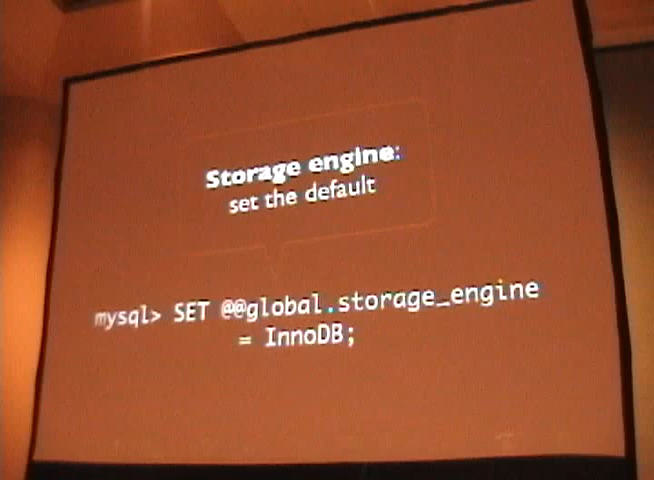 Storage engine:
set the default
mysql> SET @@global.storage_engine
= InnoDB;